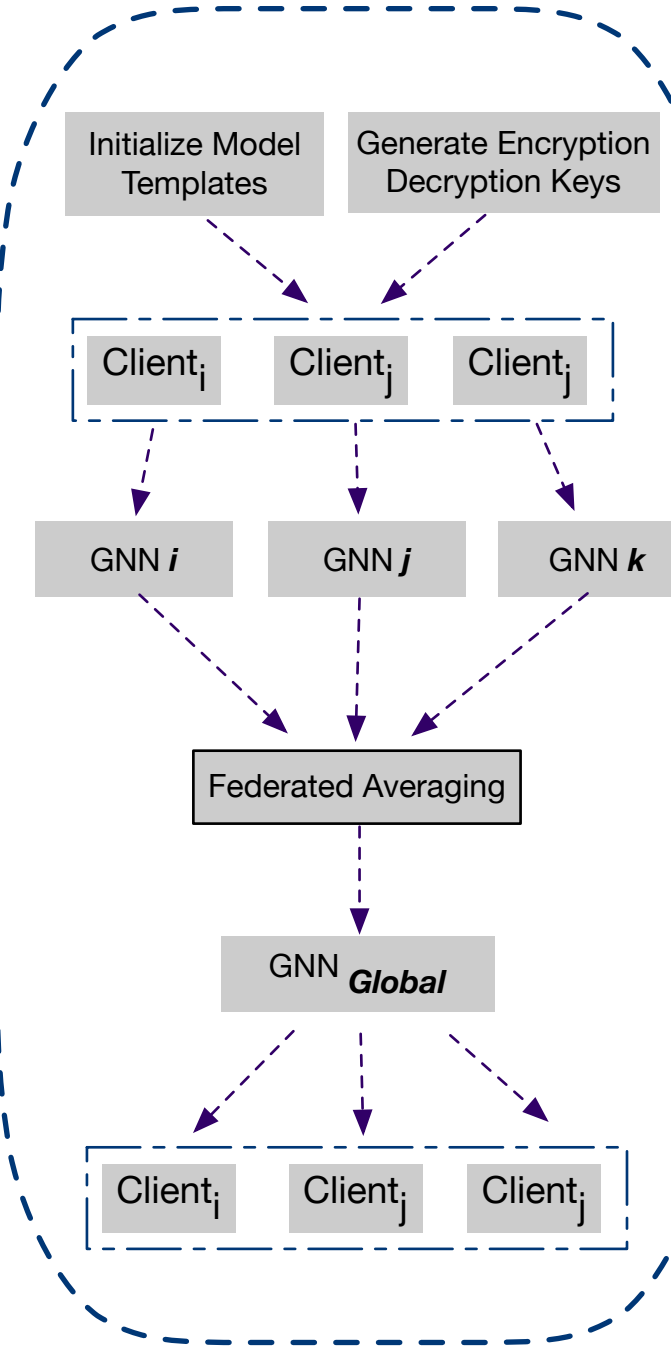 Initialize Model
Templates
Generate Encryption
Decryption Keys
Client_i
Client_j
Client_j
GNN i
GNN j
GNN k
Federated Averaging
GNN Global
Client_i
Client_j
Client_j